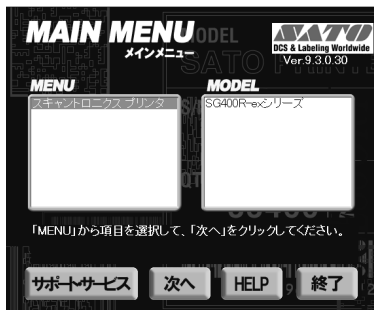 MAIN MENU
メインメニュー
SATO
DCS & Labeling Worldwide
Ver.9.3.0.30
MENU
MODEL
スキャントロニクス プリンタ
SG400R-exシリーズ
「MENU」から項目を選択して、「次へ」をクリックしてください。
サポートサービス
次へ
HELP
終了